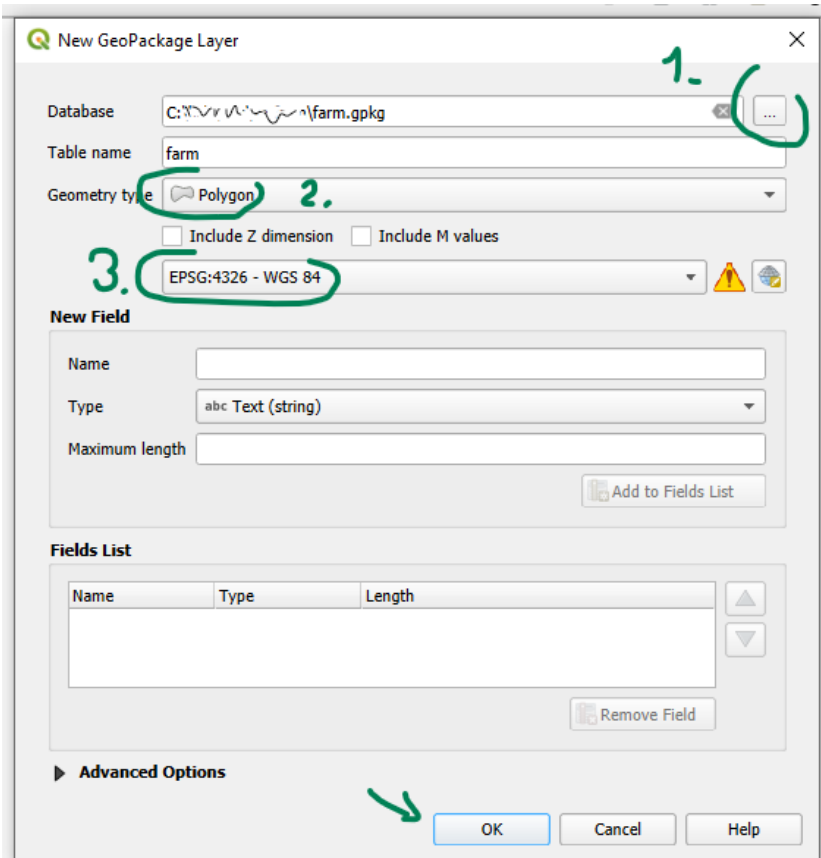 New GeoPackage Layer
1.
Database C:\farm.gpkg ...
Table name farm
Geometry type Polygon 2.
Include Z dimension Include M values
3. EPSG:4326 - WGS 84
New Field
Name
Type abc Text (string)
Maximum length
Add to Fields List
Fields List
Name Type Length
Remove Field
Advanced Options
OK Cancel Help